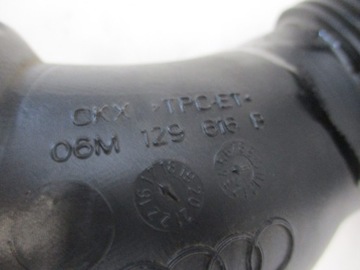 CKX >TPC-ET<
06M 129 616 P